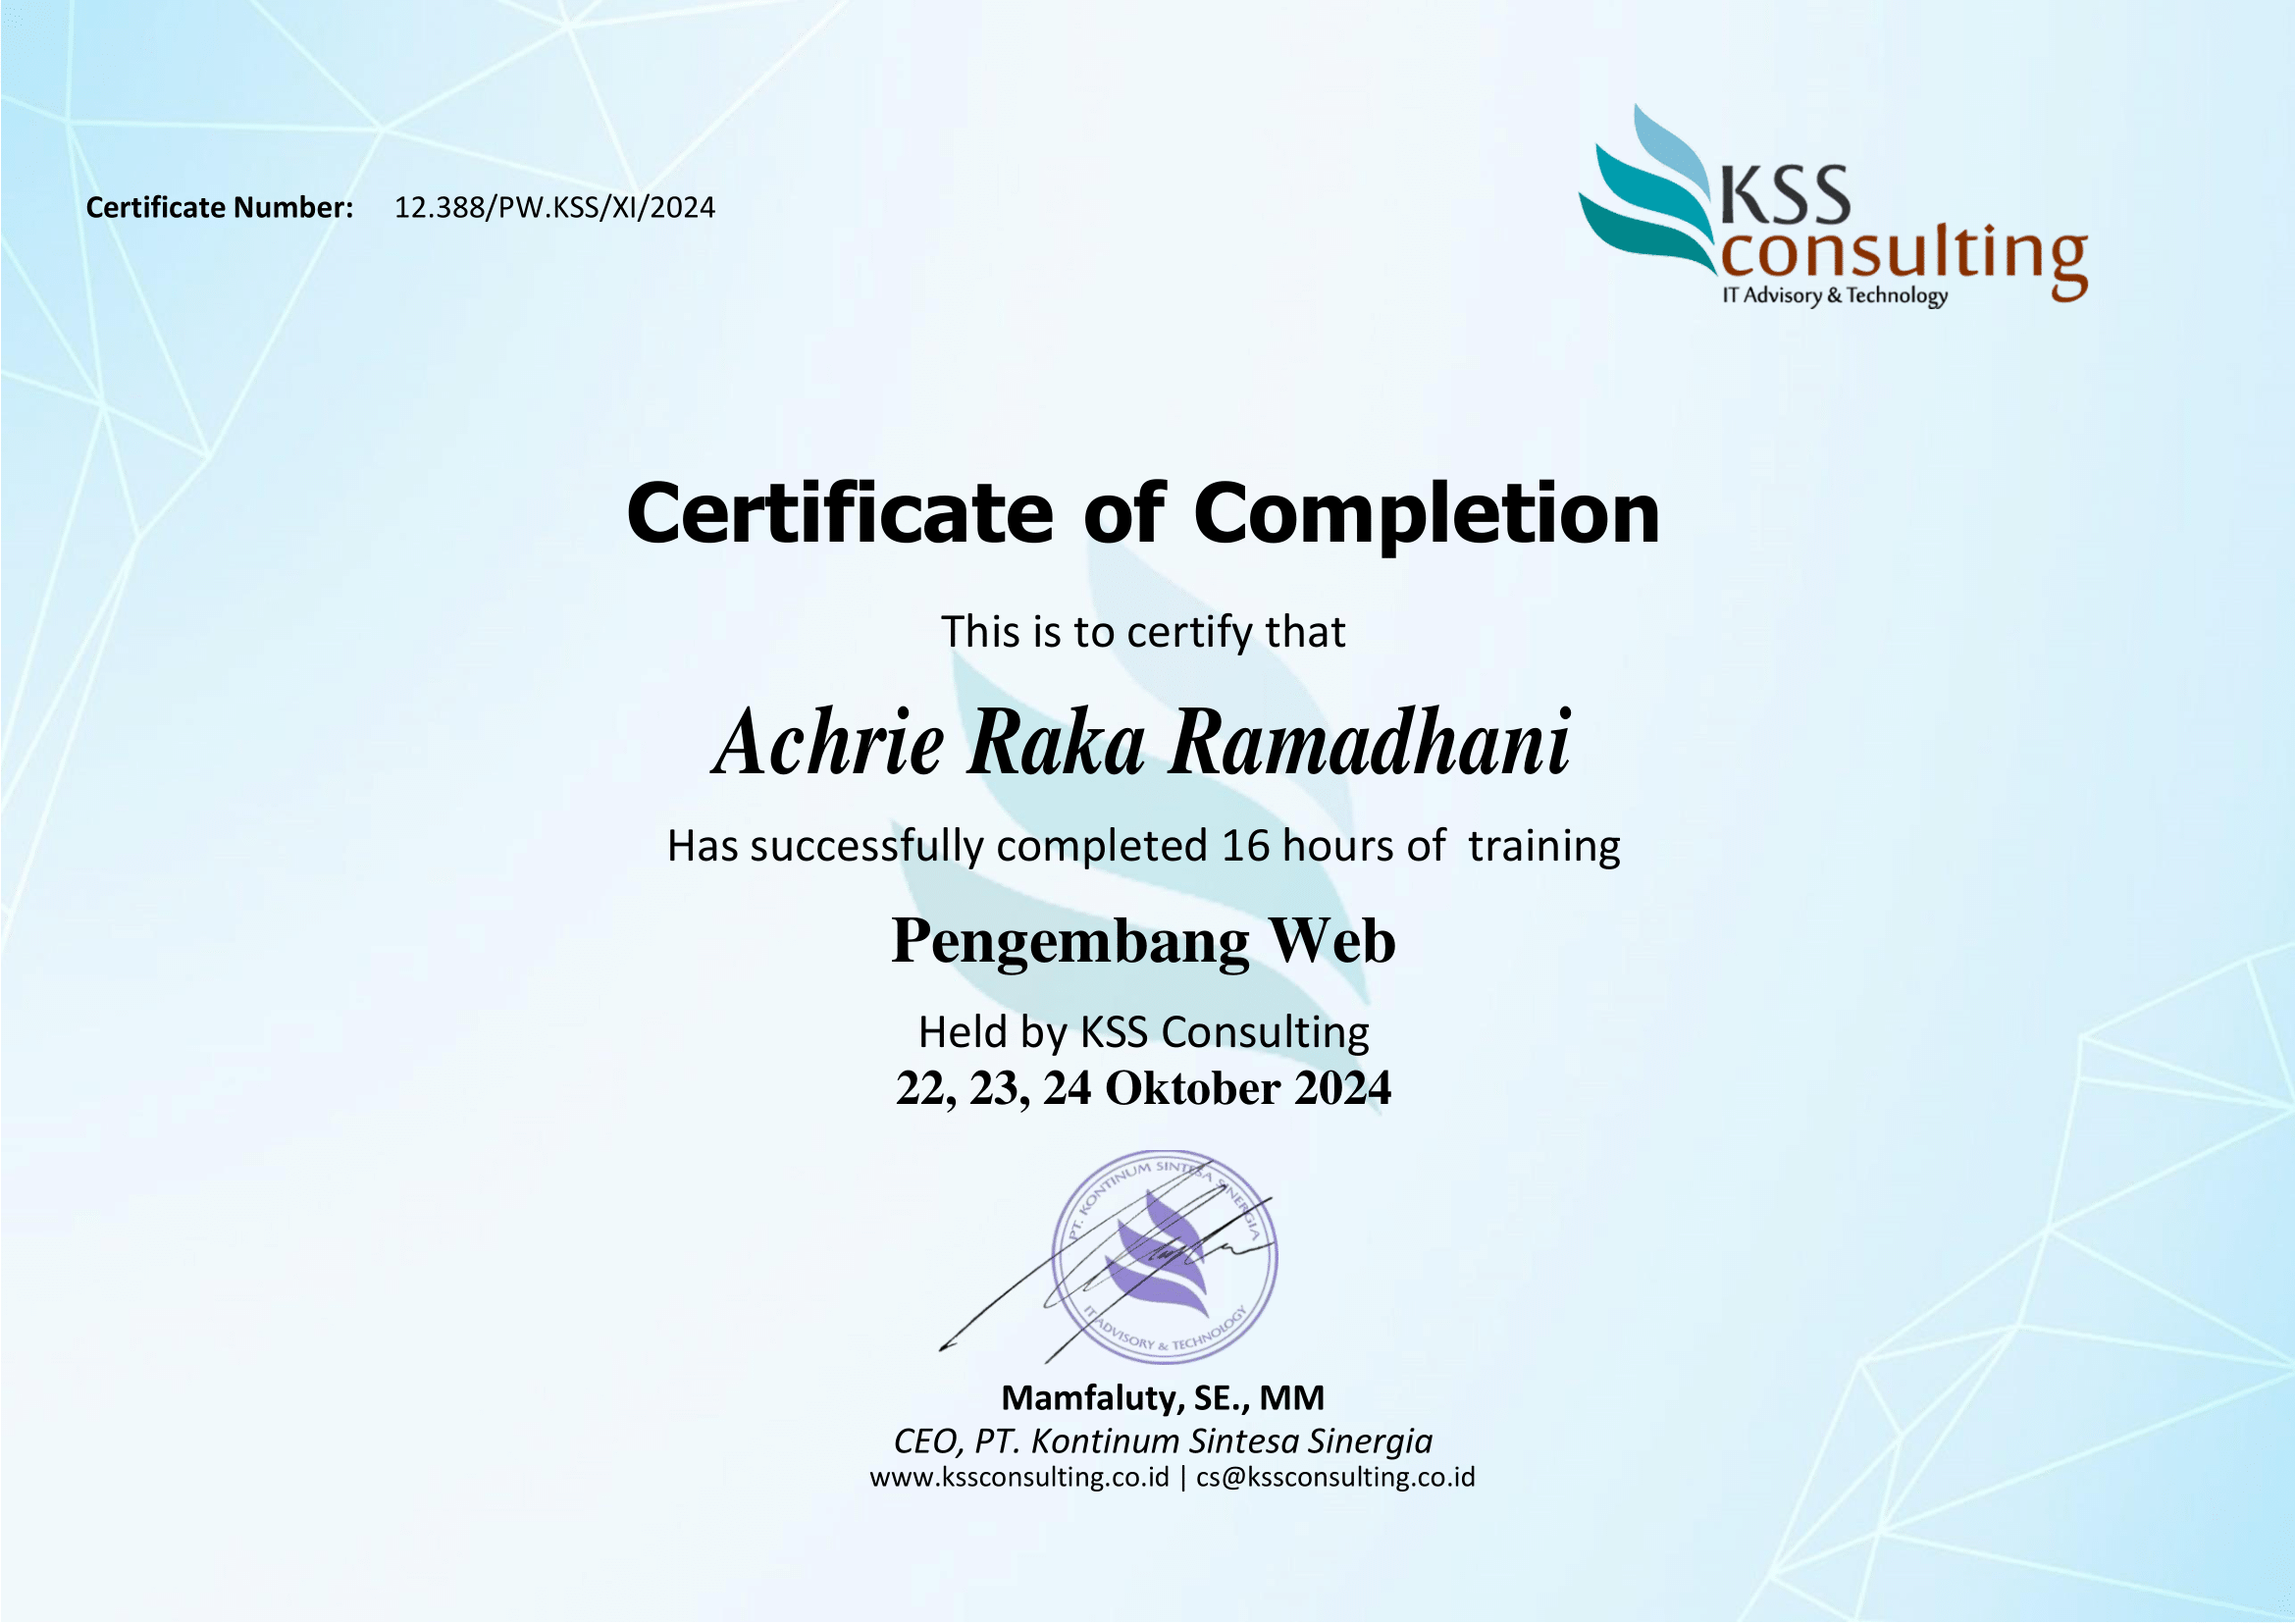 Certificate Number: 12.388/PW.KSS/XI/2024
KSS
consulting
IT Advisory & Technology
Certificate of Completion
This is to certify that
Achrie Raka Ramadhani
Has successfully completed 16 hours of training
Pengembang Web
Held by KSS Consulting
22, 23, 24 Oktober 2024
PT. KONTINUM SINTESA SINERGIA
IT ADVISORY & TECHNOLOGY
Mamfaluty, SE., MM
CEO, PT. Kontinum Sintesa Sinergia
www.kssconsulting.co.id | cs@kssconsulting.co.id